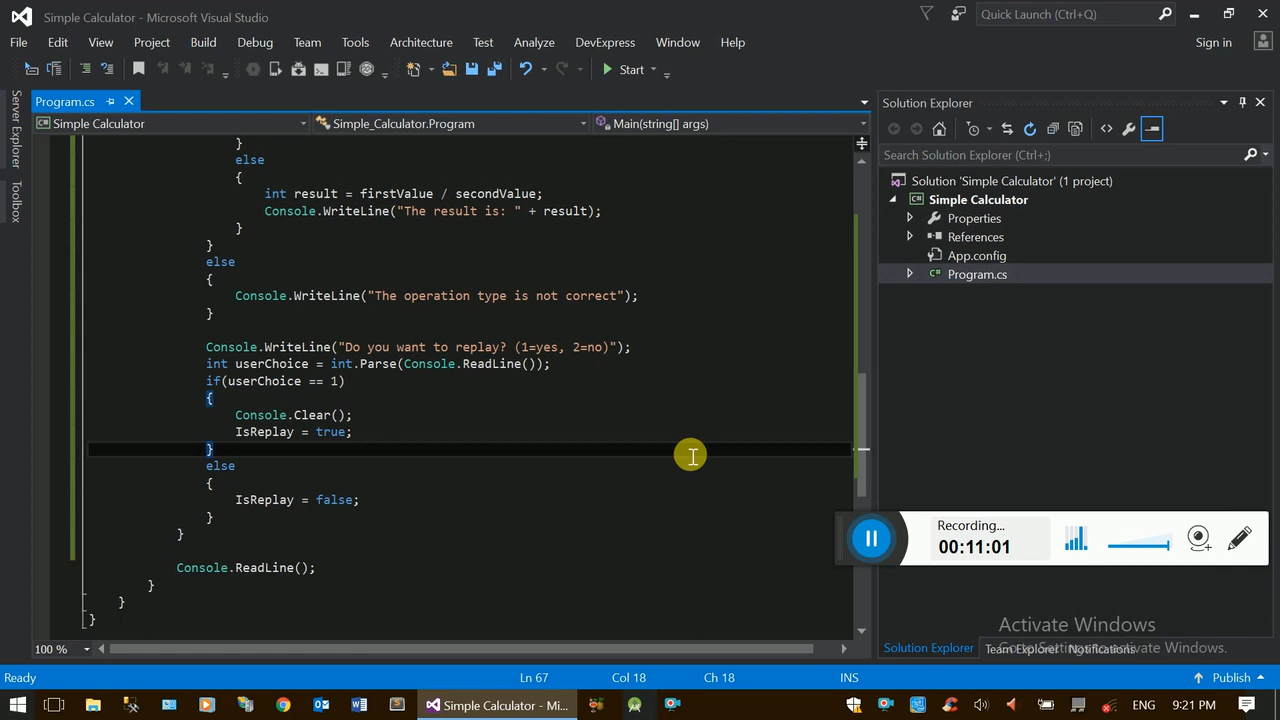 Simple Calculator - Microsoft Visual Studio
Quick Launch (Ctrl+Q)
File Edit View Project Build Debug Team Tools Architecture Test Analyze DevExpress Window Help
Sign in
Start
Server Explorer
Toolbox
Program.cs
Simple Calculator
Simple_Calculator.Program
Main(string[] args)
}
else
{
int result = firstValue / secondValue;
Console.WriteLine("The result is: " + result);
}
}
else
{
Console.WriteLine("The operation type is not correct");
}
Console.WriteLine("Do you want to replay? (1=yes, 2=no)");
int userChoice = int.Parse(Console.ReadLine());
if(userChoice == 1)
{
Console.Clear();
IsReplay = true;
}
else
{
IsReplay = false;
}
}
Console.ReadLine();
}
}
}
100 %
Solution Explorer
Search Solution Explorer (Ctrl+;)
Solution 'Simple Calculator' (1 project)
Simple Calculator
Properties
References
App.config
Program.cs
Recording...
00:11:01
Activate Windows
Go to Settings to activate Windows.
Solution Explorer Team Explorer Notifications
Ready Ln 67 Col 18 Ch 18 INS Publish
Simple Calculator - Mi...
ENG 9:21 PM